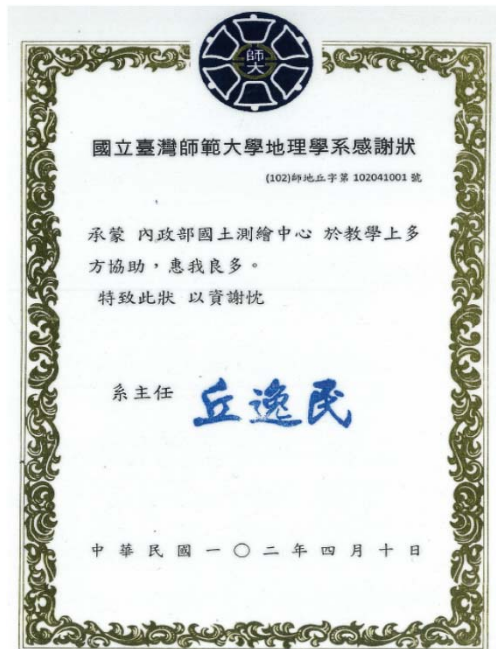 師大
國立臺灣師範大學地理學系感謝狀
(102)師地丘字第 102041001 號
承蒙 內政部國土測繪中心 於教學上多
方協助，惠我良多。
特致此狀 以資謝忱
系主任 丘逸民
中華民國一〇二年四月十日